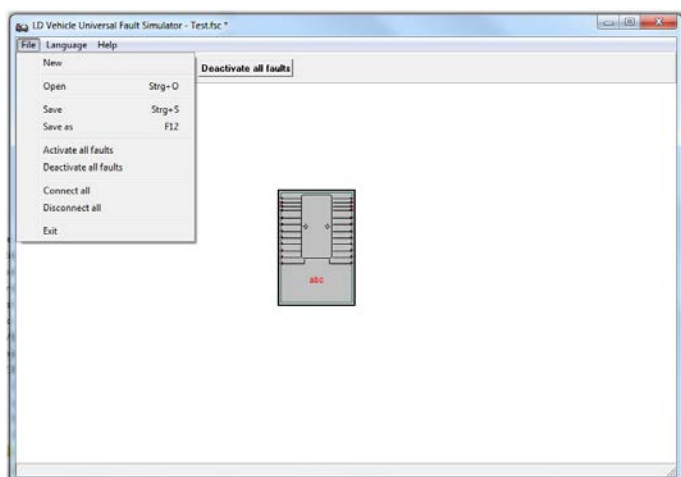 LD Vehicle Universal Fault Simulator - Test.fsc *
File Language Help
Deactivate all faults
New
Open Strg+O
Save Strg+S
Save as F12
Activate all faults
Deactivate all faults
Connect all
Disconnect all
Exit
abc